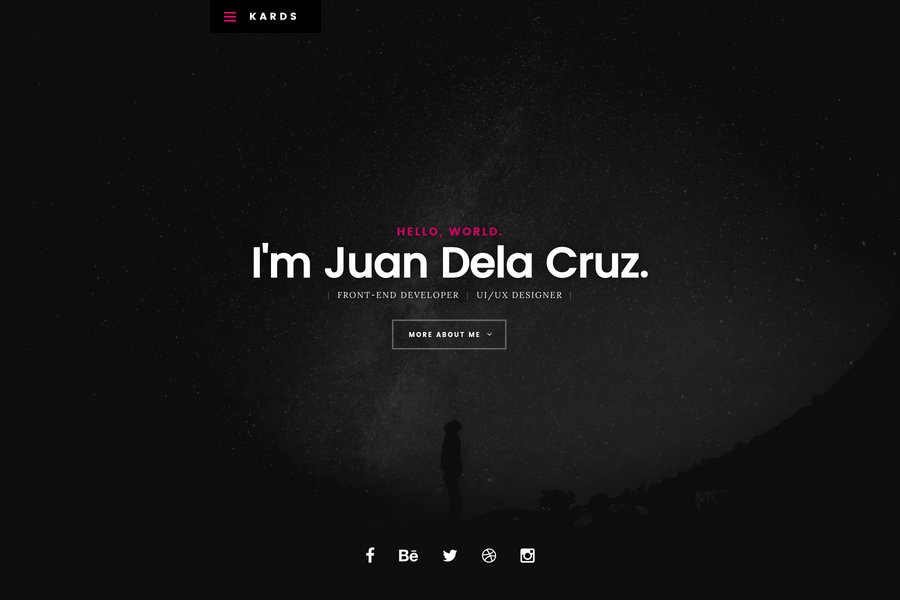 KARDS
HELLO, WORLD.
I'm Juan Dela Cruz.
| FRONT-END DEVELOPER | UI/UX DESIGNER |
MORE ABOUT ME
Bē